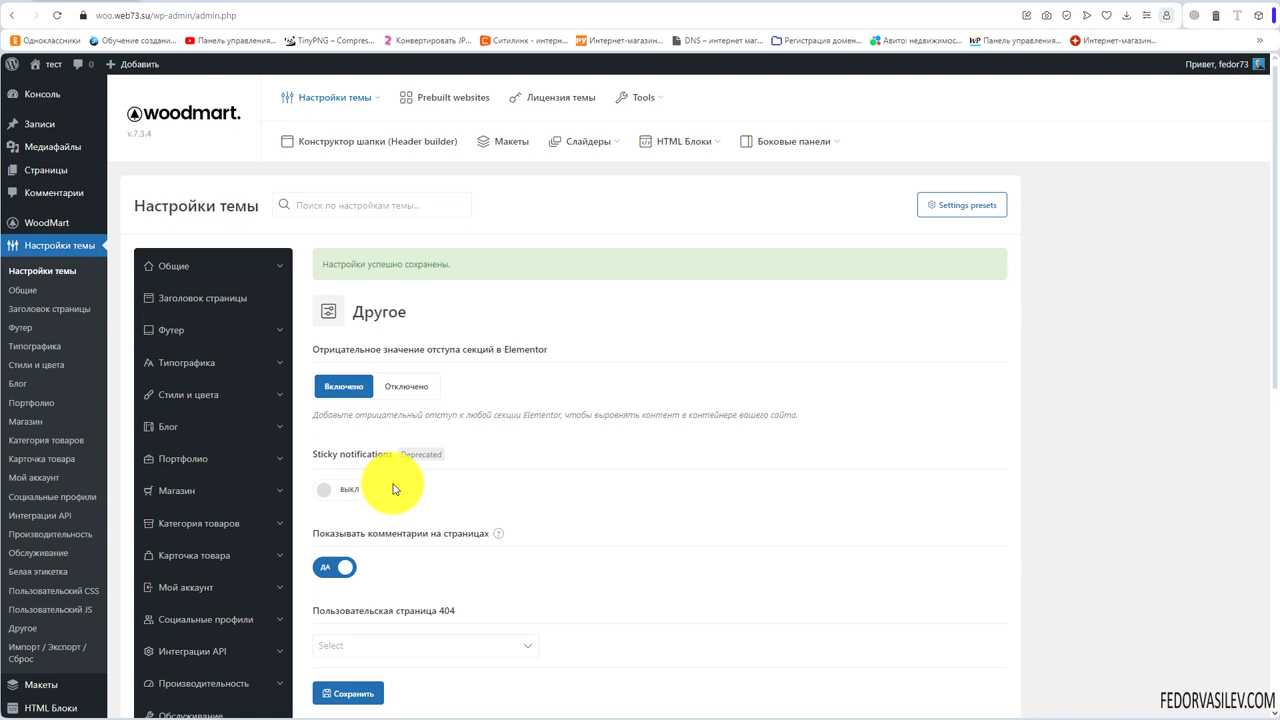 woo.web73.su/wp-admin/admin.php
Одноклассники
Обучение создани...
Панель управления...
TinyPNG – Compres...
Конвертировать JP...
Ситилинк - интерн...
Интернет-магазин...
DNS – интернет маг...
Регистрация домен...
Авито: недвижимос...
Панель управления...
Интернет-магазин...
тест
0
Добавить
Привет, fedor73
Консоль
Записи
Медиафайлы
Страницы
Комментарии
WoodMart
Настройки темы
Настройки темы
Общие
Заголовок страницы
Футер
Типографика
Стили и цвета
Блог
Портфолио
Магазин
Категория товаров
Карточка товара
Мой аккаунт
Социальные профили
Интеграции API
Производительность
Обслуживание
Белая этикетка
Пользовательский CSS
Пользовательский JS
Другое
Импорт / Экспорт /
Сброс
Макеты
HTML Блоки
woodmart.
v.7.3.4
Настройки темы
Prebuilt websites
Лицензия темы
Tools
Конструктор шапки (Header builder)
Макеты
Слайдеры
HTML Блоки
Боковые панели
Настройки темы
Поиск по настройкам темы...
Settings presets
Общие
Заголовок страницы
Футер
Типографика
Стили и цвета
Блог
Портфолио
Магазин
Категория товаров
Карточка товара
Мой аккаунт
Социальные профили
Интеграции API
Производительность
Обслуживание
Настройки успешно сохранены.
Другое
Отрицательное значение отступа секций в Elementor
Включено
Отключено
Добавьте отрицательный отступ к любой секции Elementor, чтобы выровнять контент в контейнере вашего сайта.
Sticky notifications
Deprecated
ВЫКЛ
Показывать комментарии на страницах
?
ДА
Пользовательская страница 404
Select
Сохранить
FEDORVASILEV.COM